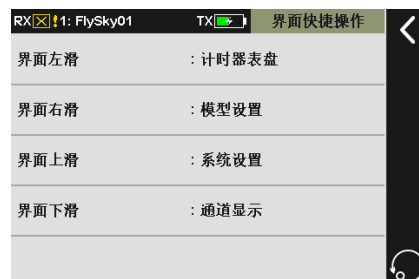 RX !1: FlySky01 TX 界面快捷操作
界面左滑 : 计时器表盘
界面右滑 : 模型设置
界面上滑 : 系统设置
界面下滑 : 通道显示